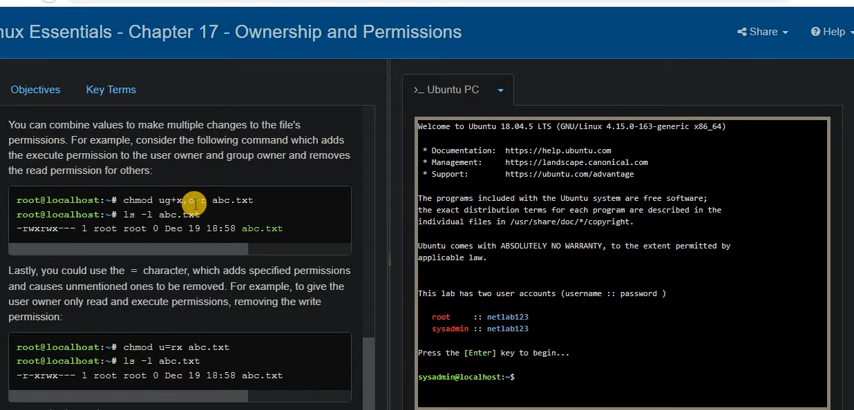 nux Essentials - Chapter 17 - Ownership and Permissions
Share
Help
Objectives
Key Terms
You can combine values to make multiple changes to the file's
permissions. For example, consider the following command which adds
the execute permission to the user owner and group owner and removes
the read permission for others:
root@localhost:~# chmod ug+x,o-r abc.txt
root@localhost:~# ls -l abc.txt
-rwxrwx--- 1 root root 0 Dec 19 18:58 abc.txt
Lastly, you could use the = character, which adds specified permissions
and causes unmentioned ones to be removed. For example, to give the
user owner only read and execute permissions, removing the write
permission:
root@localhost:~# chmod u=rx abc.txt
root@localhost:~# ls -l abc.txt
-r-xrwx--- 1 root root 0 Dec 19 18:58 abc.txt
>_ Ubuntu PC
Welcome to Ubuntu 18.04.5 LTS (GNU/Linux 4.15.0-163-generic x86_64)
* Documentation: https://help.ubuntu.com
* Management: https://landscape.canonical.com
* Support: https://ubuntu.com/advantage
The programs included with the Ubuntu system are free software;
the exact distribution terms for each program are described in the
individual files in /usr/share/doc/*/copyright.
Ubuntu comes with ABSOLUTELY NO WARRANTY, to the extent permitted by
applicable law.
This lab has two user accounts (username :: password )
root :: netlab123
sysadmin :: netlab123
Press the [Enter] key to begin...
sysadmin@localhost:~$